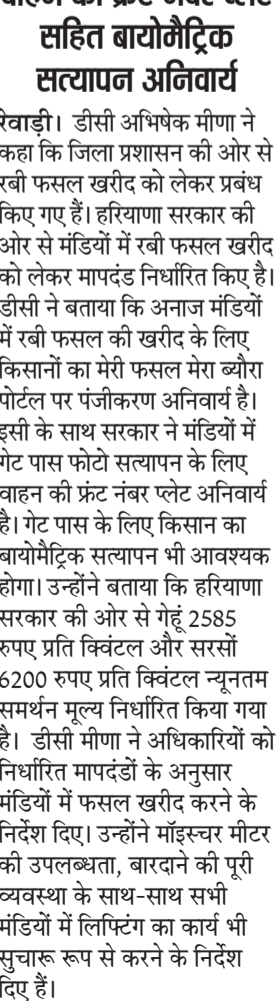 सहित बायोमैट्रिक
सत्यापन अनिवार्य
रेवाड़ी। डीसी अभिषेक मीणा ने
कहा कि जिला प्रशासन की ओर से
रबी फसल खरीद को लेकर प्रबंध
किए गए हैं। हरियाणा सरकार की
ओर से मंडियों में रबी फसल खरीद
को लेकर मापदंड निर्धारित किए है।
डीसी ने बताया कि अनाज मंडियों
में रबी फसल की खरीद के लिए
किसानों का मेरी फसल मेरा ब्यौरा
पोर्टल पर पंजीकरण अनिवार्य है।
इसी के साथ सरकार ने मंडियों में
गेट पास फोटो सत्यापन के लिए
वाहन की फ्रंट नंबर प्लेट अनिवार्य
है। गेट पास के लिए किसान का
बायोमैट्रिक सत्यापन भी आवश्यक
होगा। उन्होंने बताया कि हरियाणा
सरकार की ओर से गेहूं 2585
रुपए प्रति क्विंटल और सरसों
6200 रुपए प्रति क्विंटल न्यूनतम
समर्थन मूल्य निर्धारित किया गया
है। डीसी मीणा ने अधिकारियों को
निर्धारित मापदंडों के अनुसार
मंडियों में फसल खरीद करने के
निर्देश दिए। उन्होंने मॉइस्चर मीटर
की उपलब्धता, बारदाने की पूरी
व्यवस्था के साथ-साथ सभी
मंडियों में लिफ्टिंग का कार्य भी
सुचारू रूप से करने के निर्देश
दिए हैं।